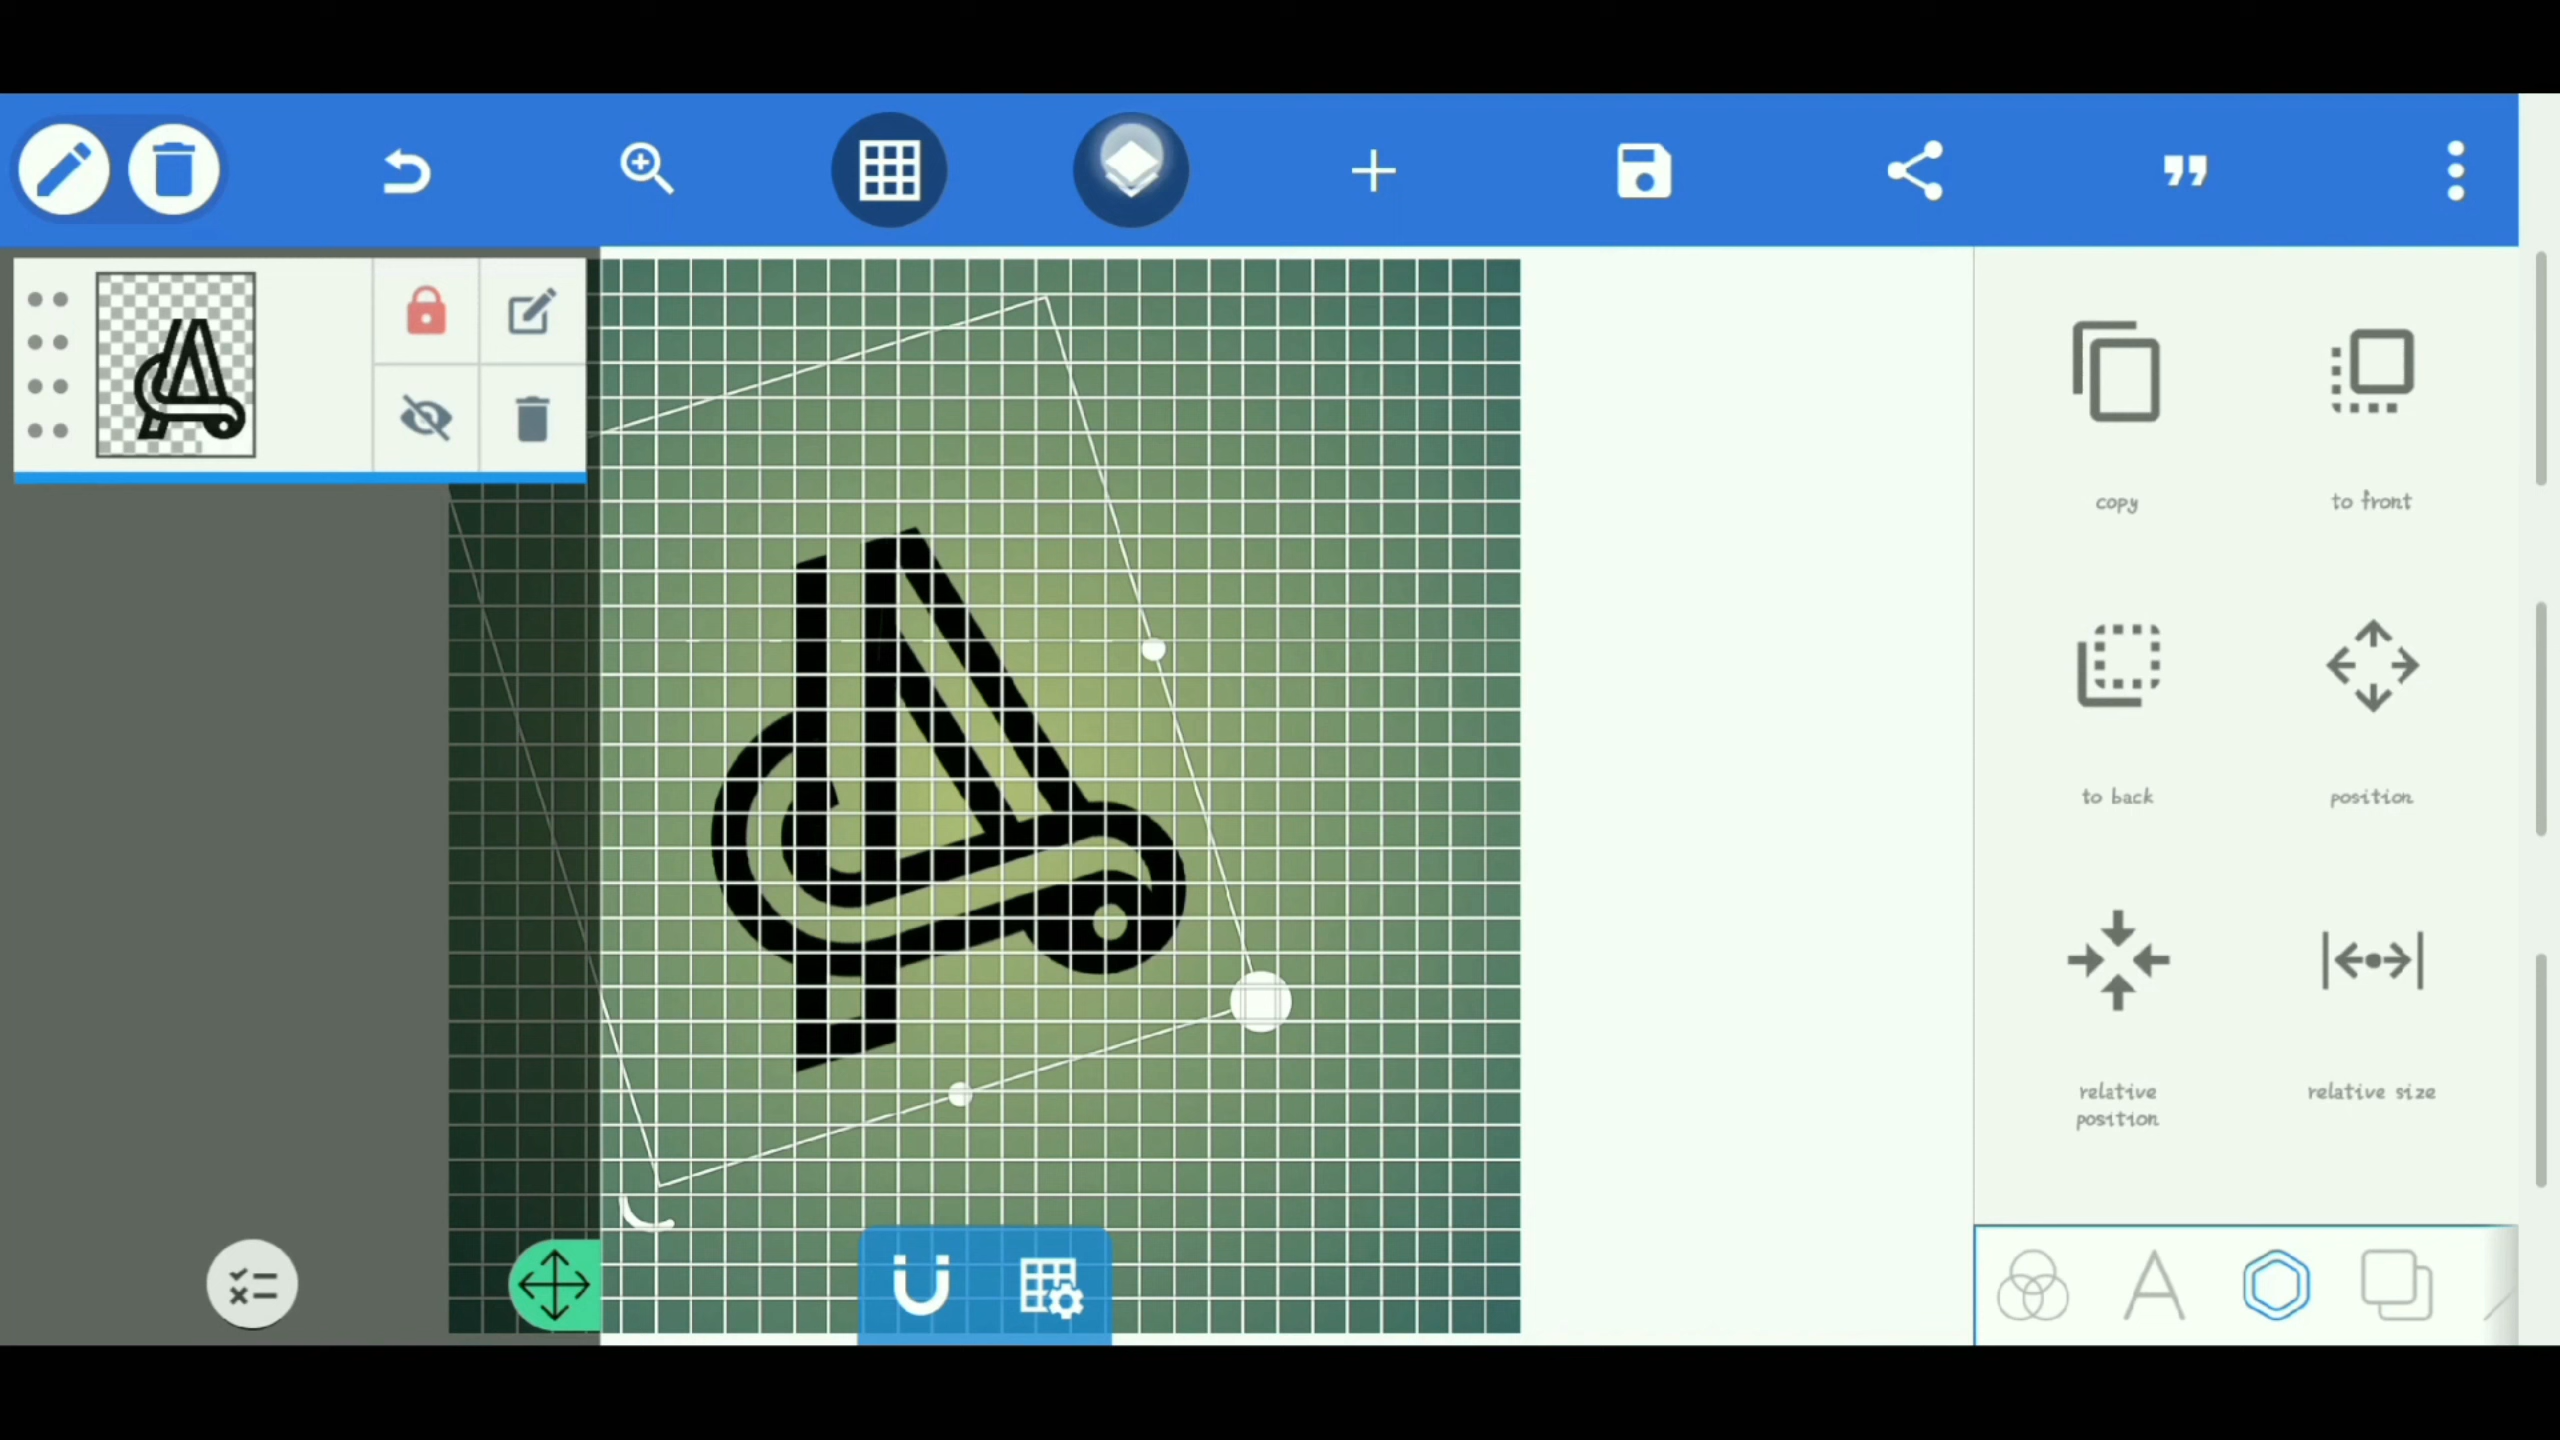 copy
to front
to back
position
relative
position
relative size